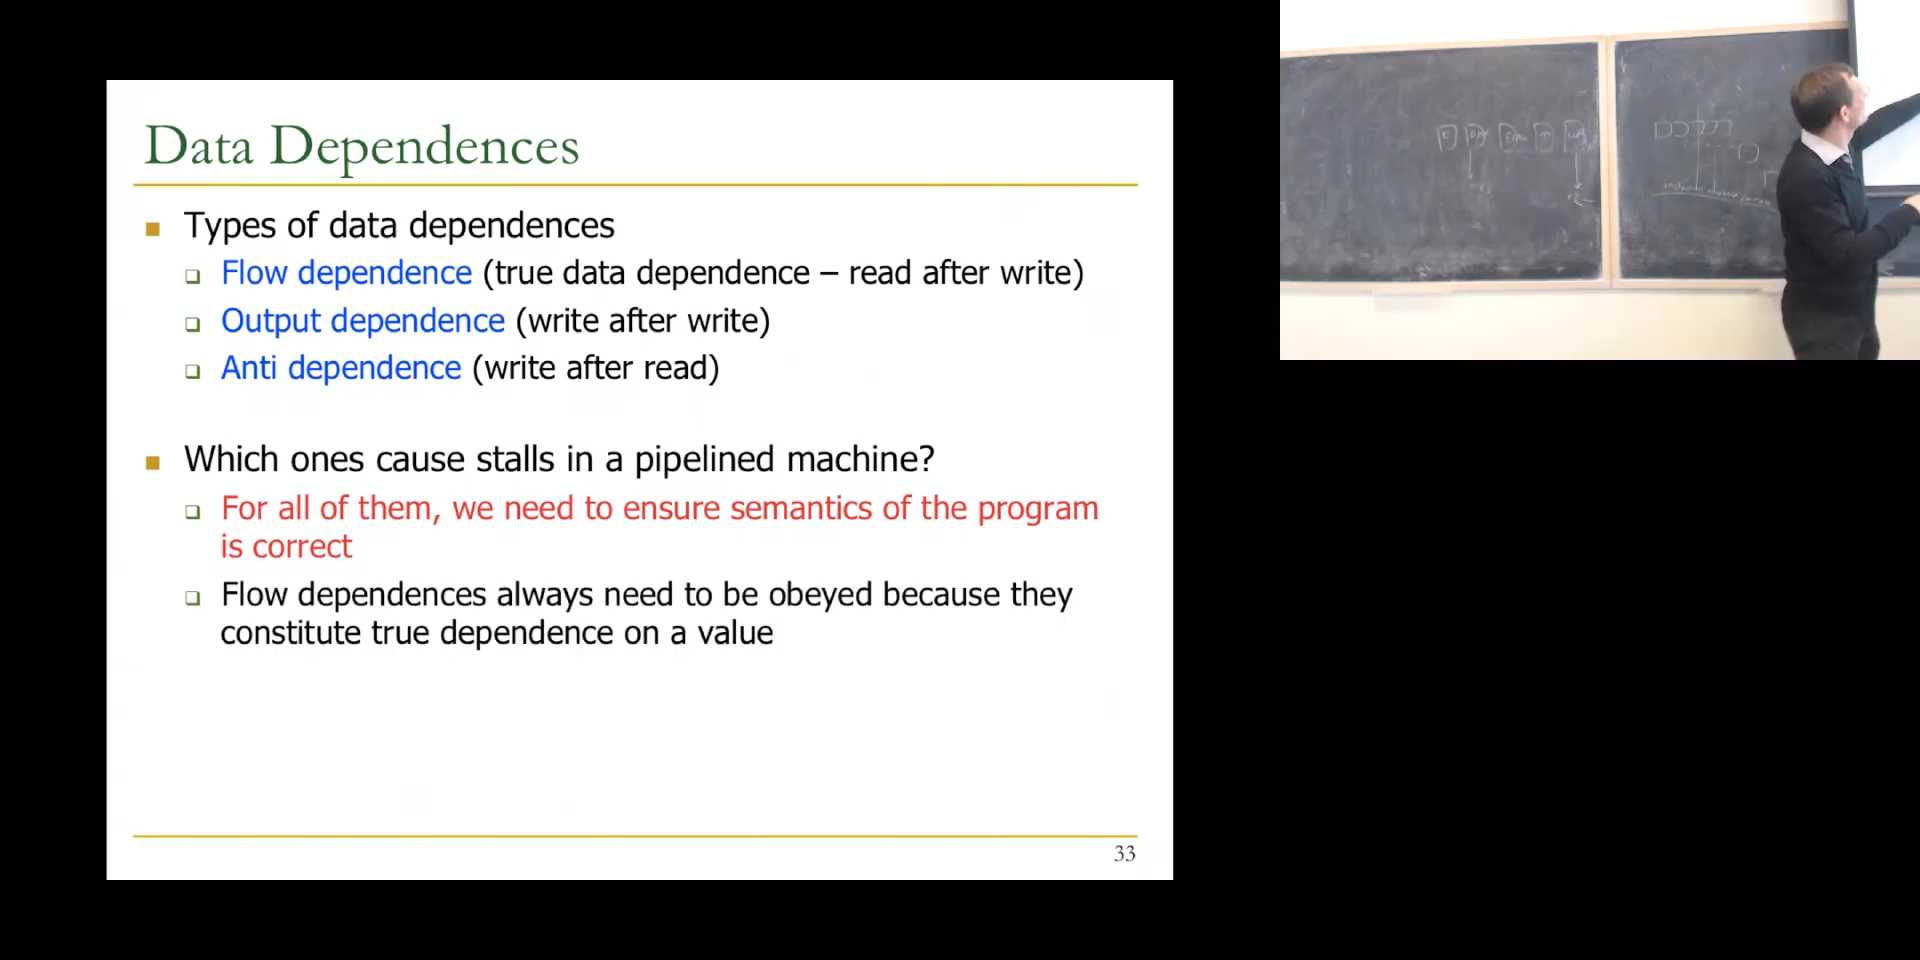 Data Dependences
Types of data dependences
Flow dependence (true data dependence – read after write)
Output dependence (write after write)
Anti dependence (write after read)
Which ones cause stalls in a pipelined machine?
For all of them, we need to ensure semantics of the program
is correct
Flow dependences always need to be obeyed because they
constitute true dependence on a value
33